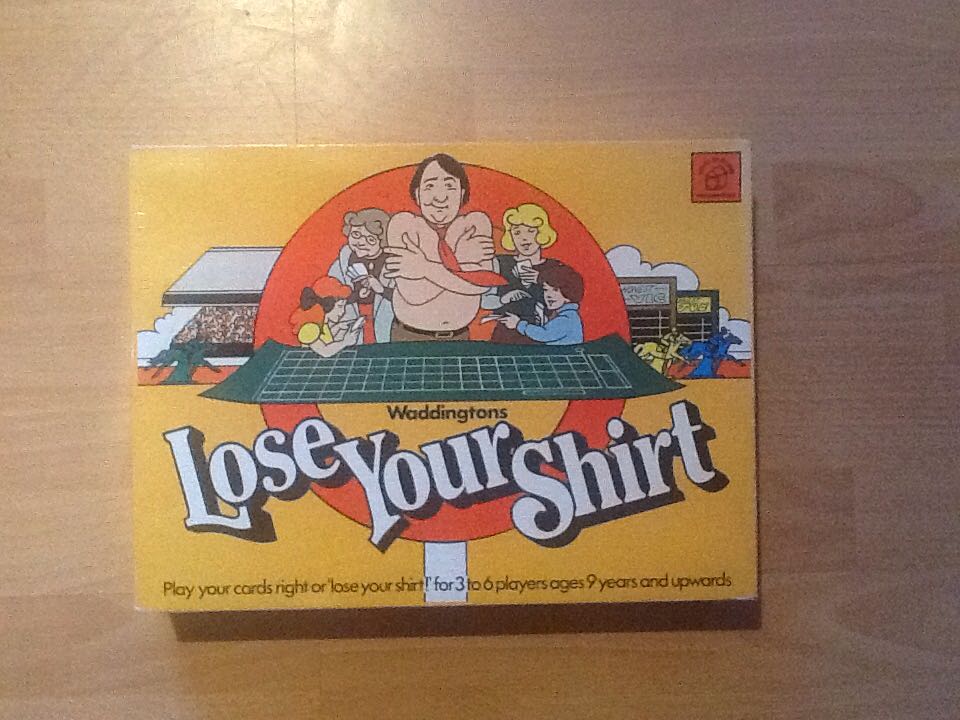 Waddingtons
Lose Your Shirt
Play your cards right or 'lose your shirt!' for 3 to 6 players ages 9 years and upwards